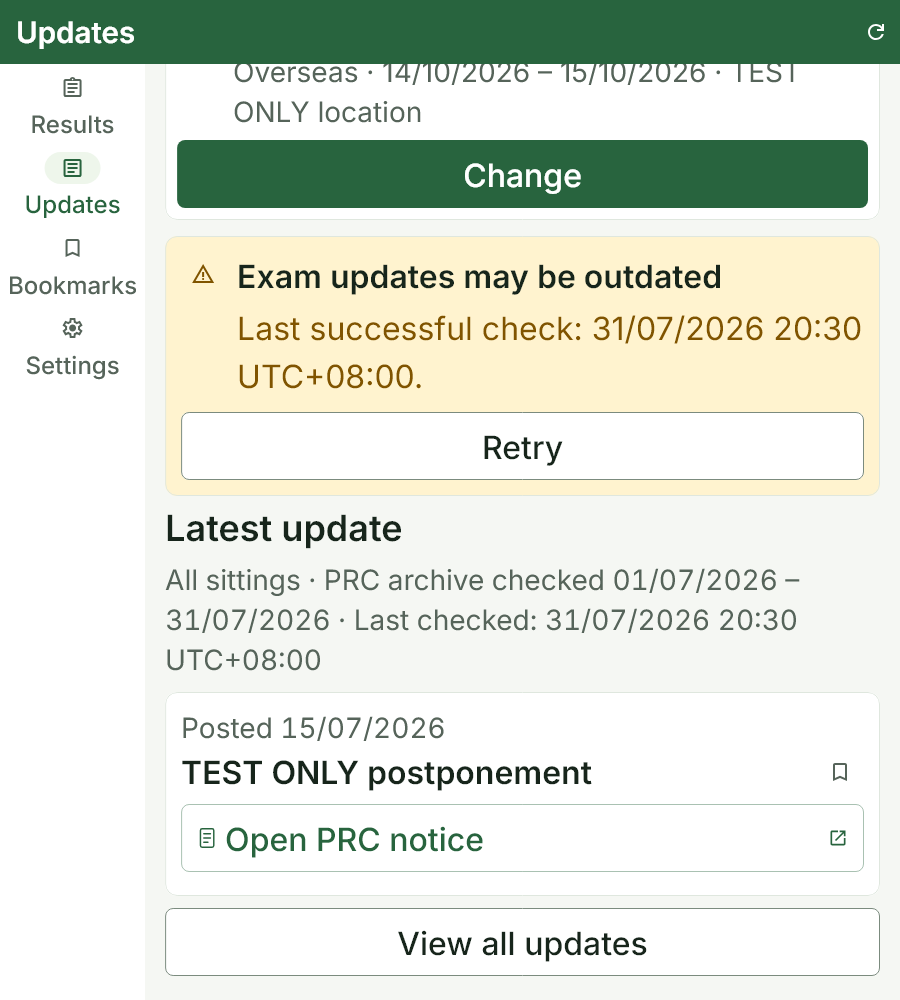 Updates
Results
Updates
Bookmarks
Settings
Overseas · 14/10/2026 – 15/10/2026 · TEST
ONLY location
Change
Exam updates may be outdated
Last successful check: 31/07/2026 20:30
UTC+08:00.
Retry
Latest update
All sittings · PRC archive checked 01/07/2026 –
31/07/2026 · Last checked: 31/07/2026 20:30
UTC+08:00
Posted 15/07/2026
TEST ONLY postponement
Open PRC notice
View all updates